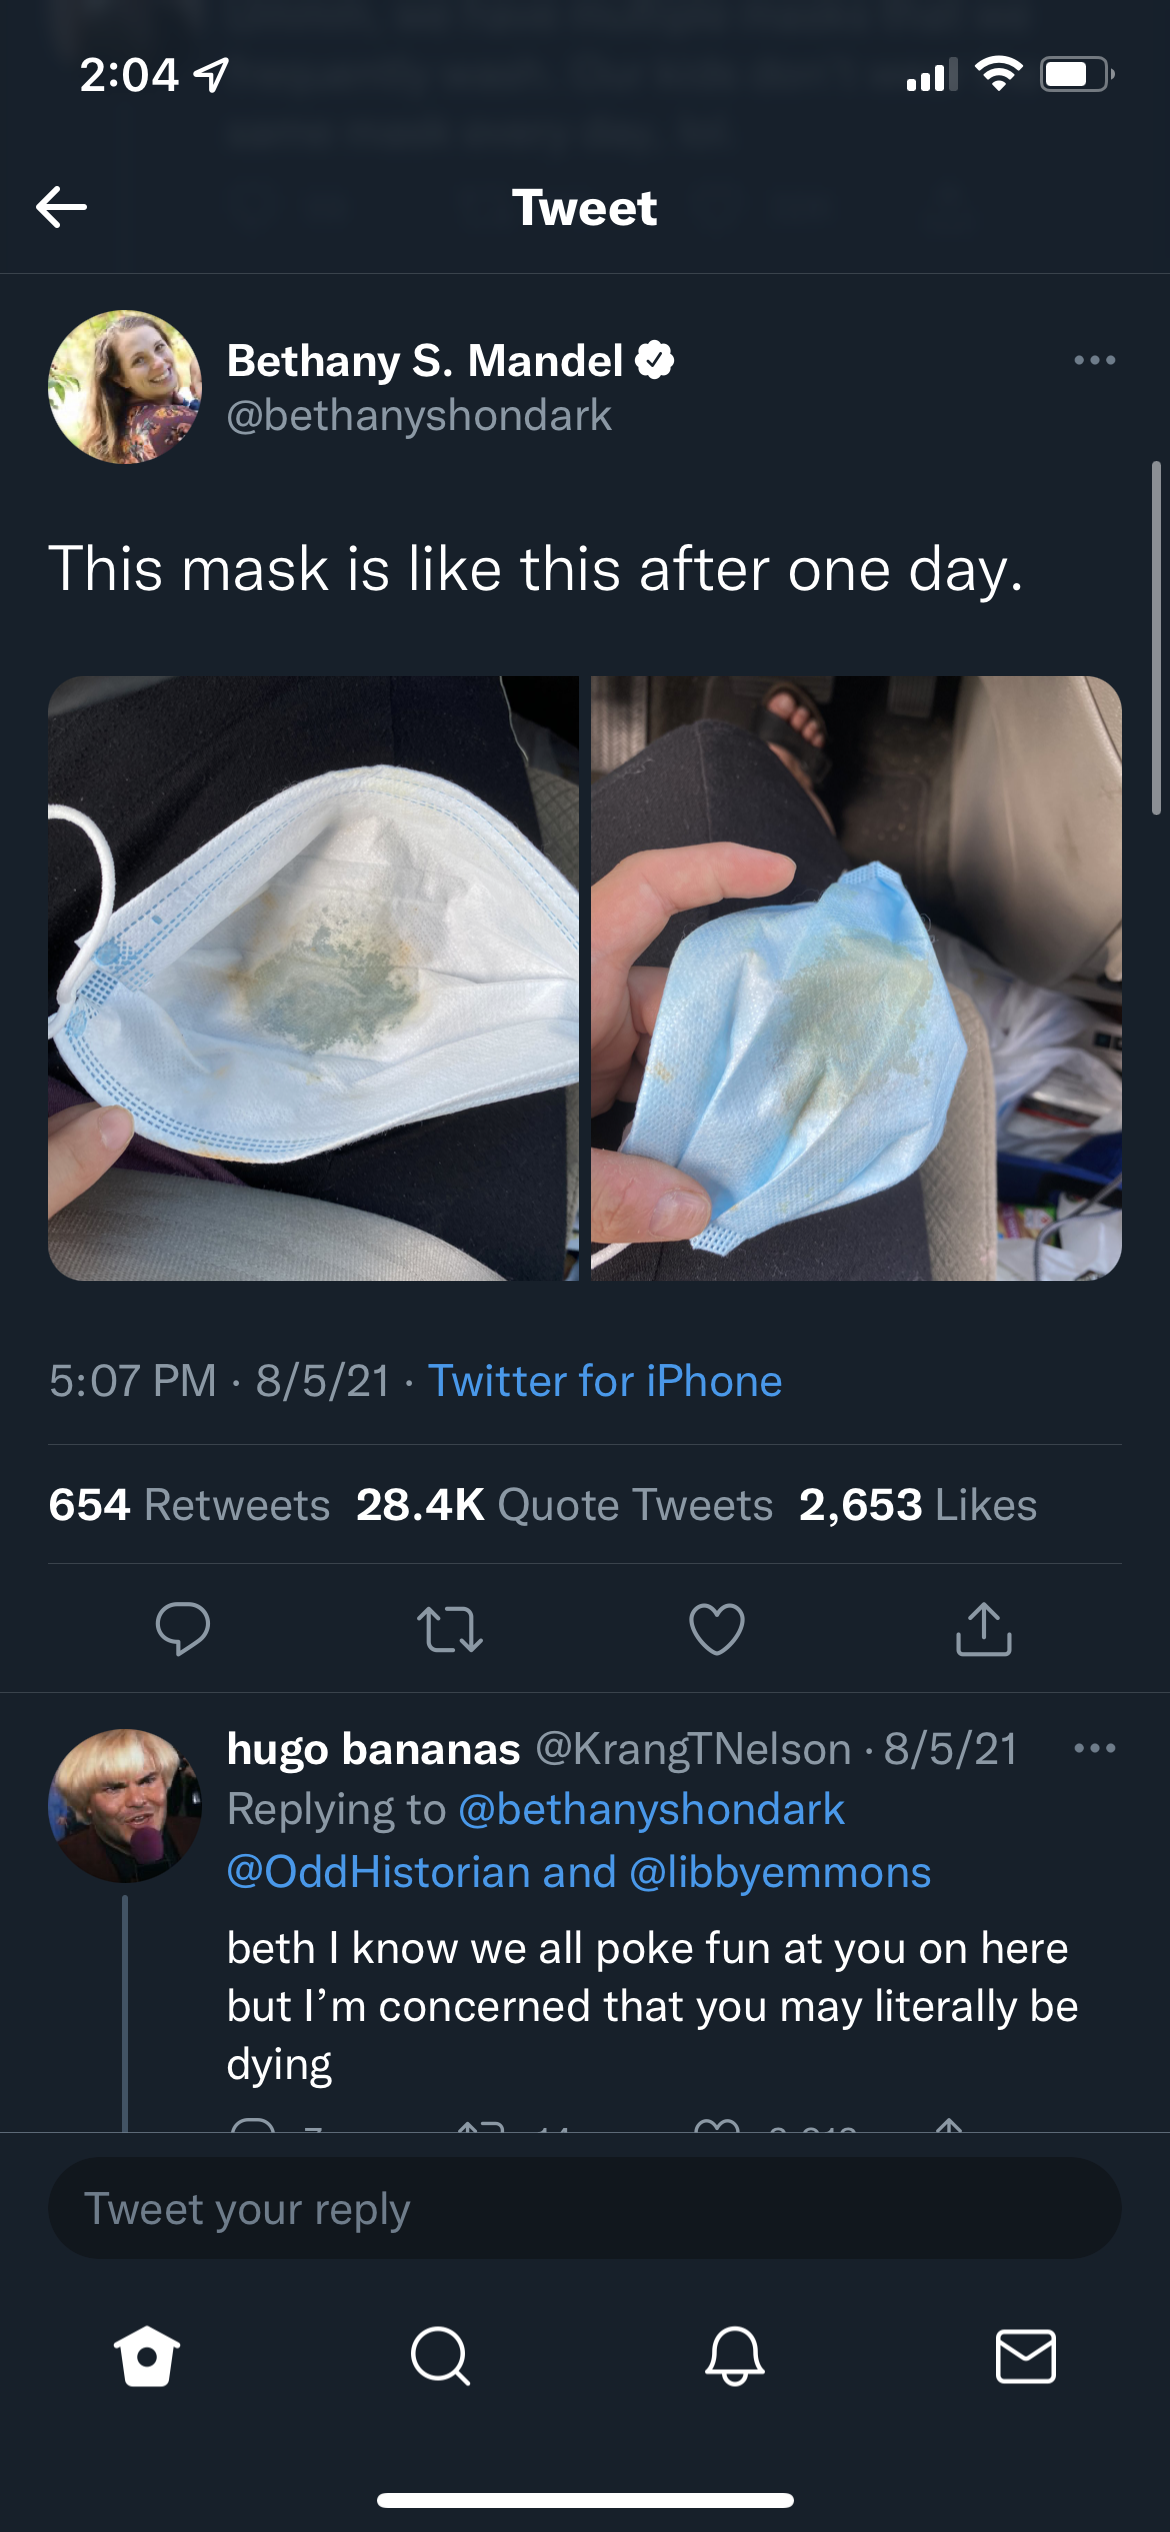 2:04
Tweet
Bethany S. Mandel
@bethanyshondark
This mask is like this after one day.
5:07 PM · 8/5/21 · Twitter for iPhone
654 Retweets 28.4K Quote Tweets 2,653 Likes
hugo bananas @KrangTNelson · 8/5/21
Replying to @bethanyshondark
@OddHistorian and @libbyemmons
beth I know we all poke fun at you on here
but I’m concerned that you may literally be
dying
Tweet your reply